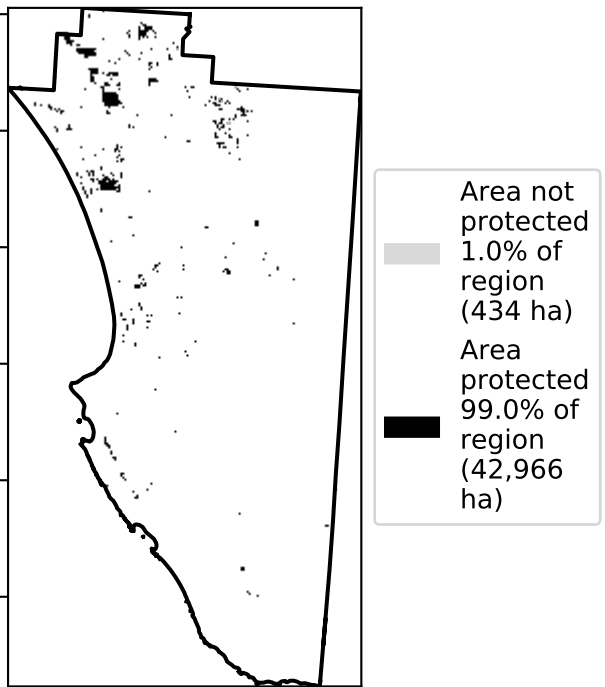 Area not
protected
1.0% of
region
(434 ha)
Area
protected
99.0% of
region
(42,966
ha)